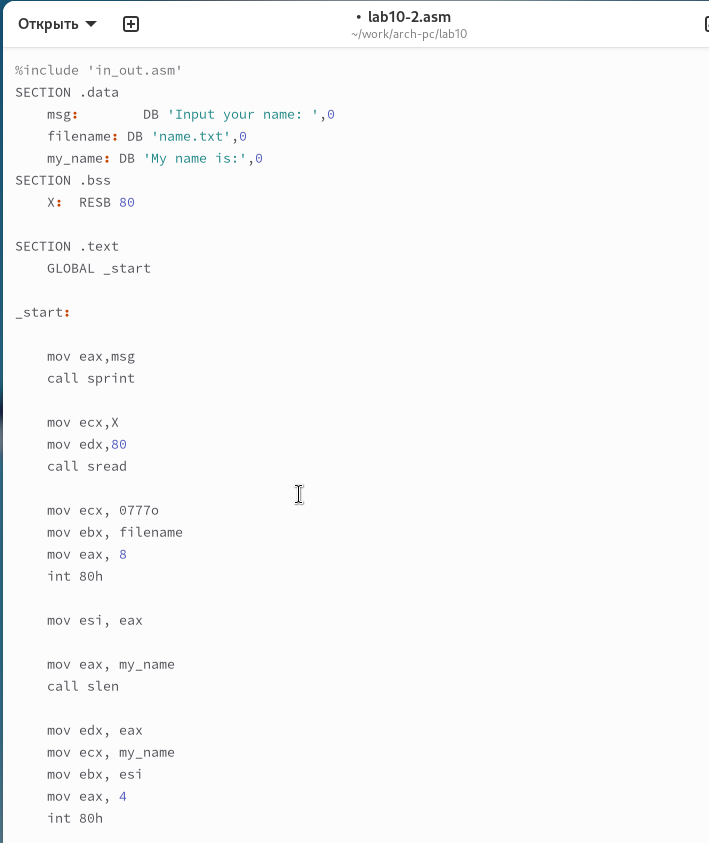 Открыть
• lab10-2.asm
~/work/arch-pc/lab10
%include 'in_out.asm'
SECTION .data
    msg:        DB 'Input your name: ',0
    filename: DB 'name.txt',0
    my_name: DB 'My name is:',0
SECTION .bss
    X:  RESB 80

SECTION .text
    GLOBAL _start

_start:

    mov eax,msg
    call sprint

    mov ecx,X
    mov edx,80
    call sread

    mov ecx, 0777o
    mov ebx, filename
    mov eax, 8
    int 80h

    mov esi, eax

    mov eax, my_name
    call slen

    mov edx, eax
    mov ecx, my_name
    mov ebx, esi
    mov eax, 4
    int 80h